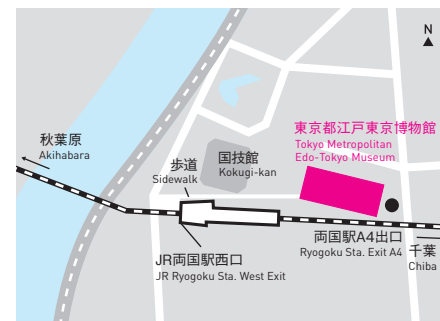 N
東京都江戸東京博物館
Tokyo Metropolitan
Edo-Tokyo Museum
秋葉原
Akihabara
歩道
Sidewalk
国技館
Kokugi-kan
両国駅A4出口
Ryogoku Sta. Exit A4
千葉
Chiba
JR両国駅西口
JR Ryogoku Sta. West Exit